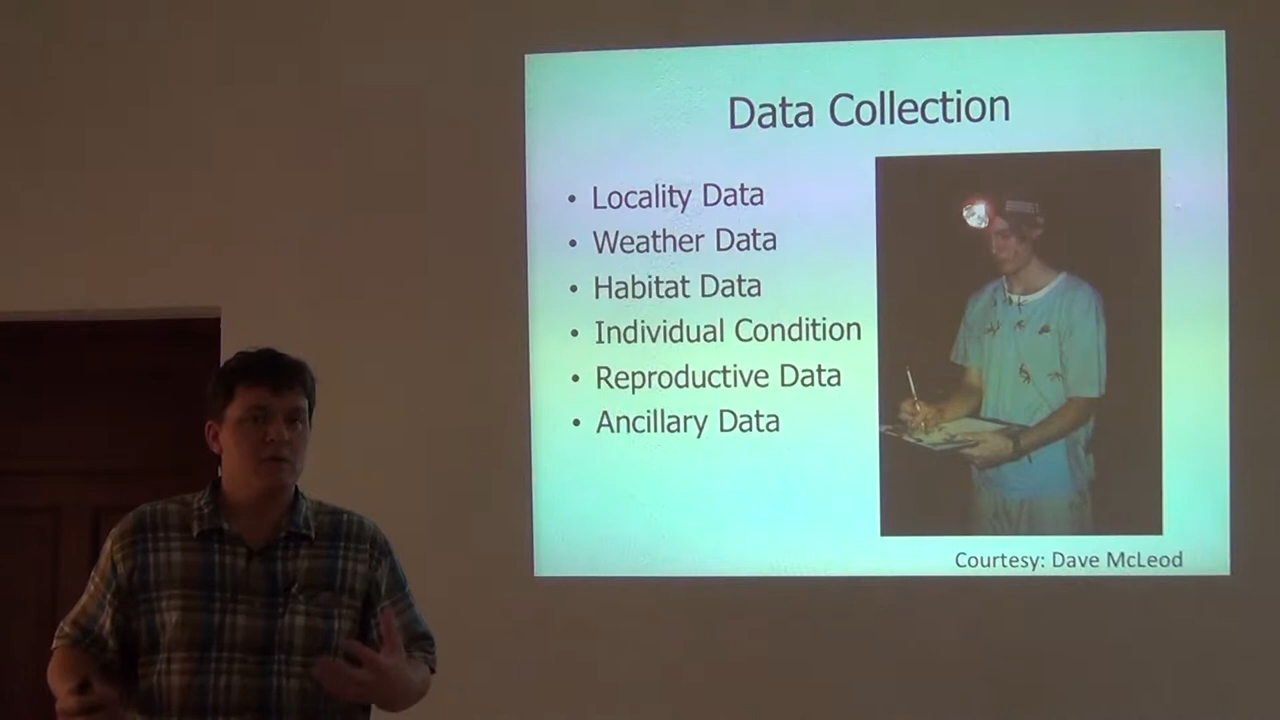 Data Collection
• Locality Data
• Weather Data
• Habitat Data
• Individual Condition
• Reproductive Data
• Ancillary Data
Courtesy: Dave McLeod